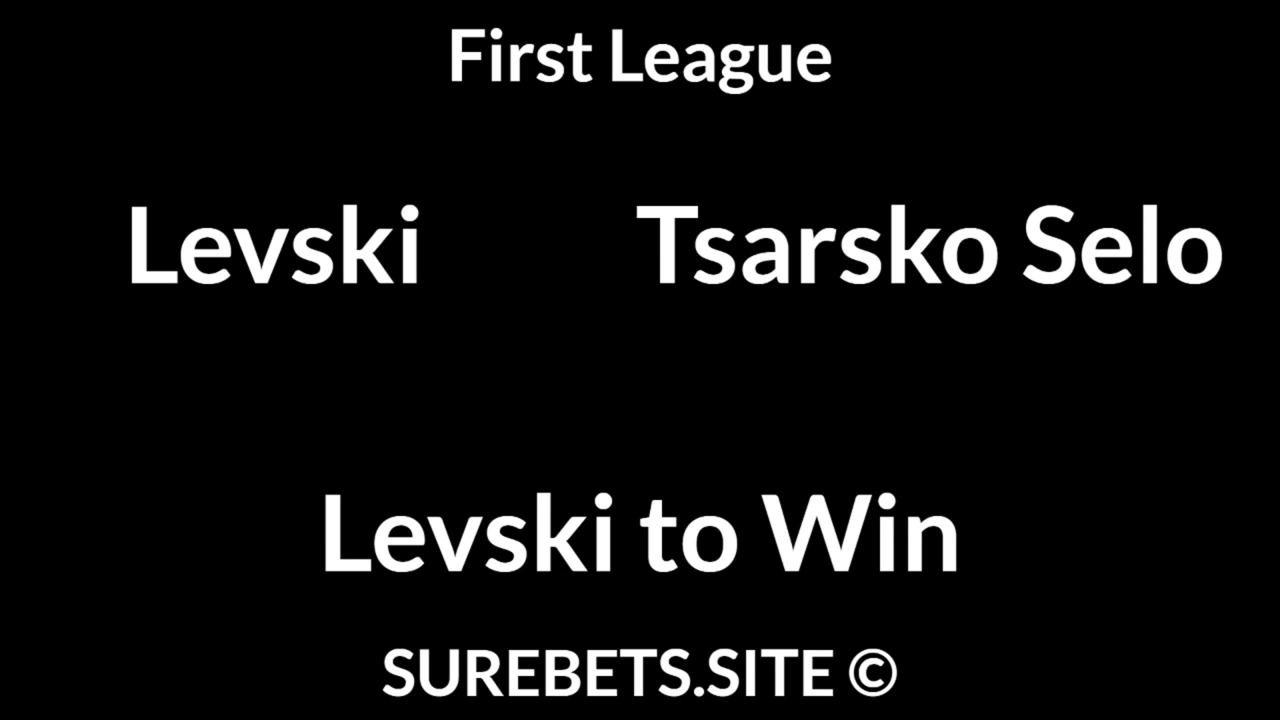 First League
Levski Tsarsko Selo
Levski to Win
SUREBETS.SITE ©